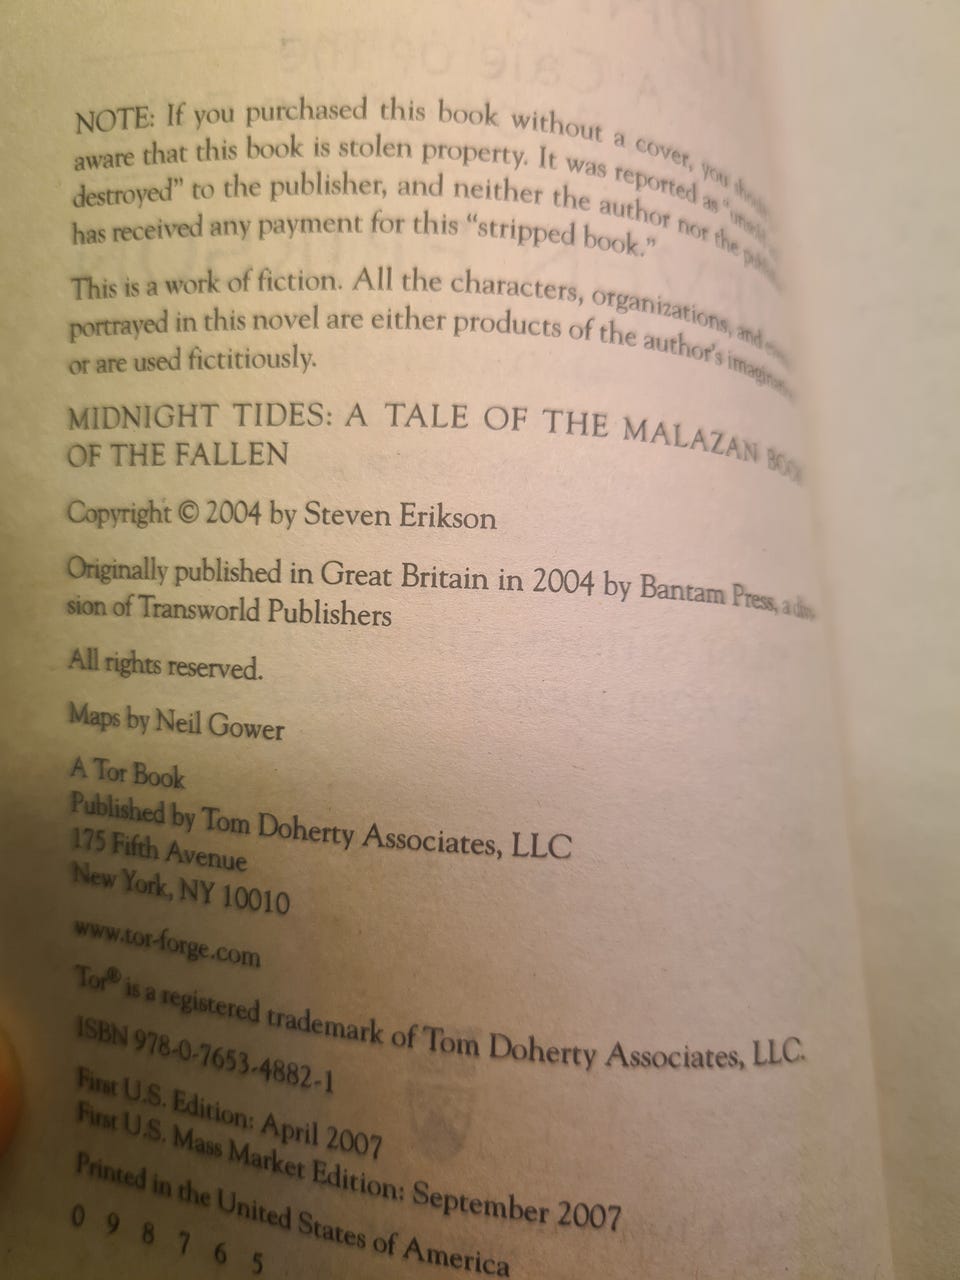 NOTE: If you purchased this book without a cover, you should
aware that this book is stolen property. It was reported as "unsold
destroyed" to the publisher, and neither the author nor the
has received any payment for this "stripped book."
This is a work of fiction. All the characters, organizations, and
portrayed in this novel are either products of the author's
or are used fictitiously.
MIDNIGHT TIDES: A TALE OF THE MALAZAN BOOK
OF THE FALLEN
Copyright © 2004 by Steven Erikson
Originally published in Great Britain in 2004 by Bantam Press, a
sion of Transworld Publishers
All rights reserved.
Maps by Neil Gower
A Tor Book
Published by Tom Doherty Associates, LLC
175 Fifth Avenue
New York, NY 10010
www.tor-forge.com
Tor® is a registered trademark of Tom Doherty Associates, LLC.
ISBN 978-0-7653-4882-1
First U.S. Edition: April 2007
First U.S. Mass Market Edition: September 2007
Printed in the United States of America
0 9 8 7 6 5